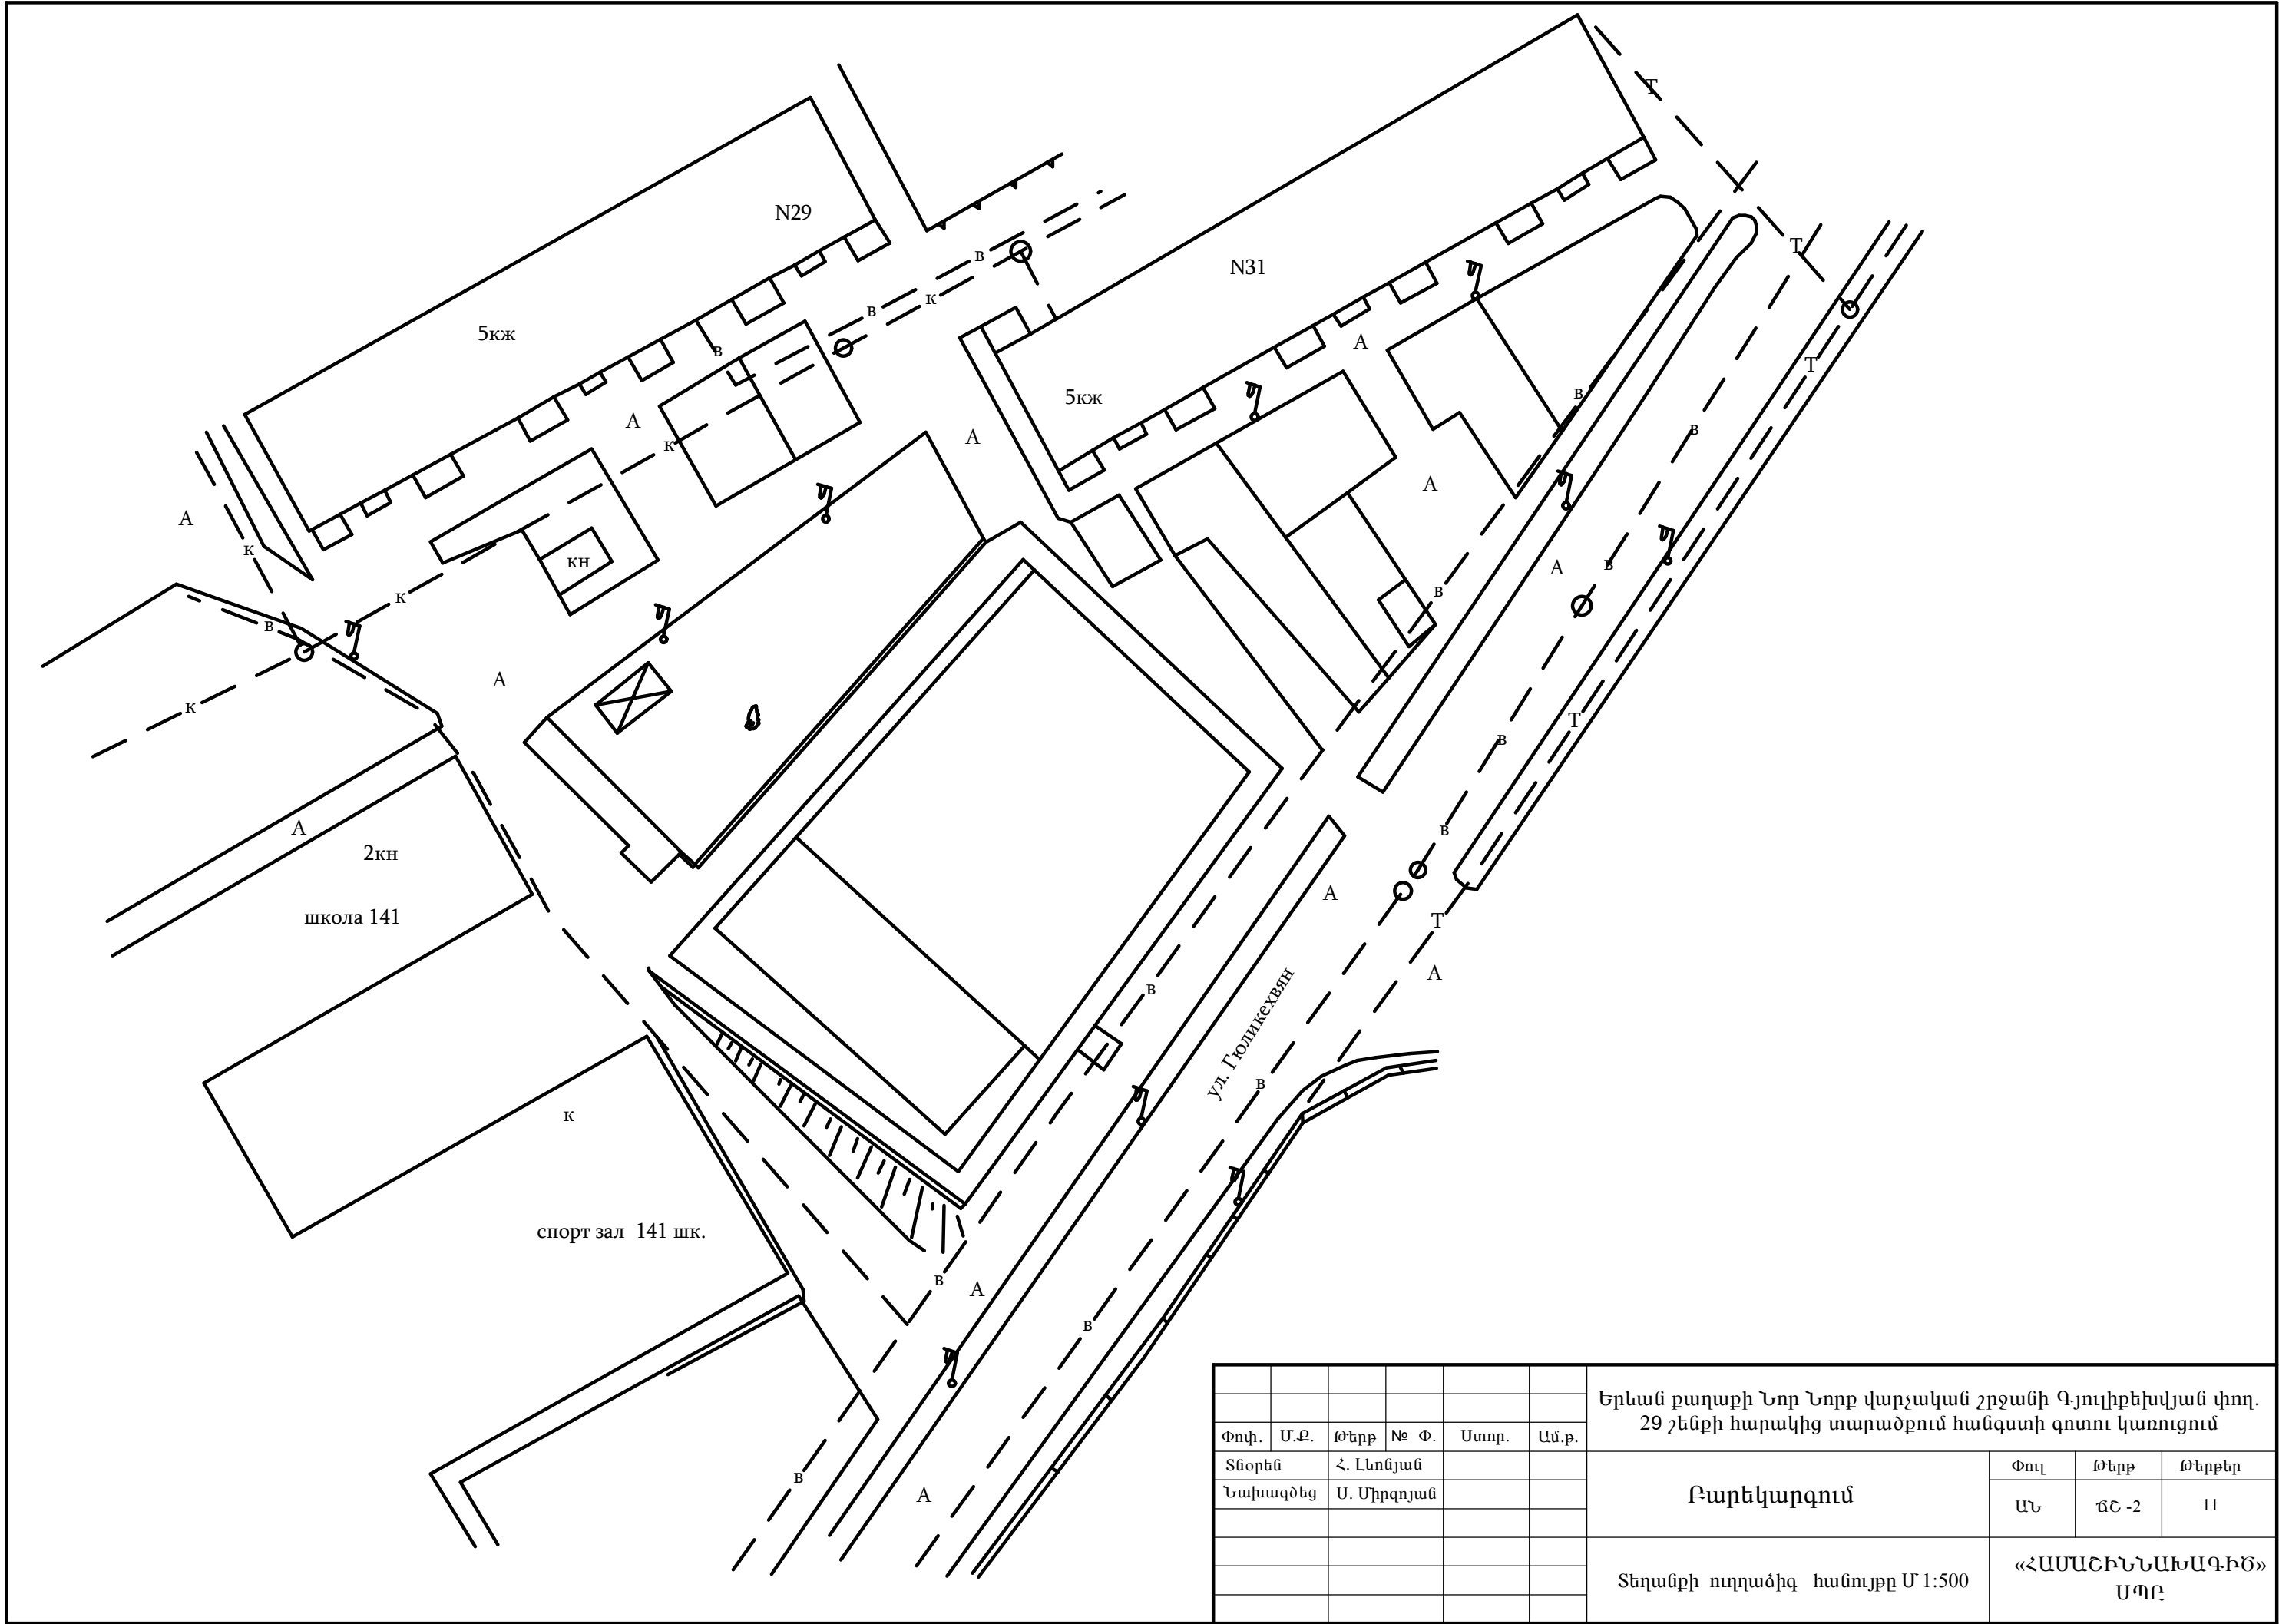 Т
N29
Т
в
N31
в
к
5кж
в
А
Т
5кж
в
А
А
к
в
А
А
к
А
кн
в
к
в
в
А
к
Т
в
А
в
2кн
А
школа 141
Т
А
в
ул. Гюликехвян
в
к
спорт зал 141 шк.
в
А
в
в
А
Երևան քաղաքի Նոր Նորք վարչական շրջանի Գյուլիքեխվյան փող.
29 շենքի հարակից տարածքում հանգստի գոտու կառուցում
Փոփ. Մ.Ք. Թերթ № Փ. Ստոր. Ամ.թ.
Տնօրեն Հ. Լևոնյան
Նախագծեց Ս. Միրզոյան
Բարեկարգում
Փուլ Թերթ Թերթեր
ԱՆ ՃՇ -2 11
Տեղանքի ուղղաձիգ հանույթը Մ 1:500
«ՀԱՄԱՇԻՆՆԱԽԱԳԻԾ»
ՍՊԸ